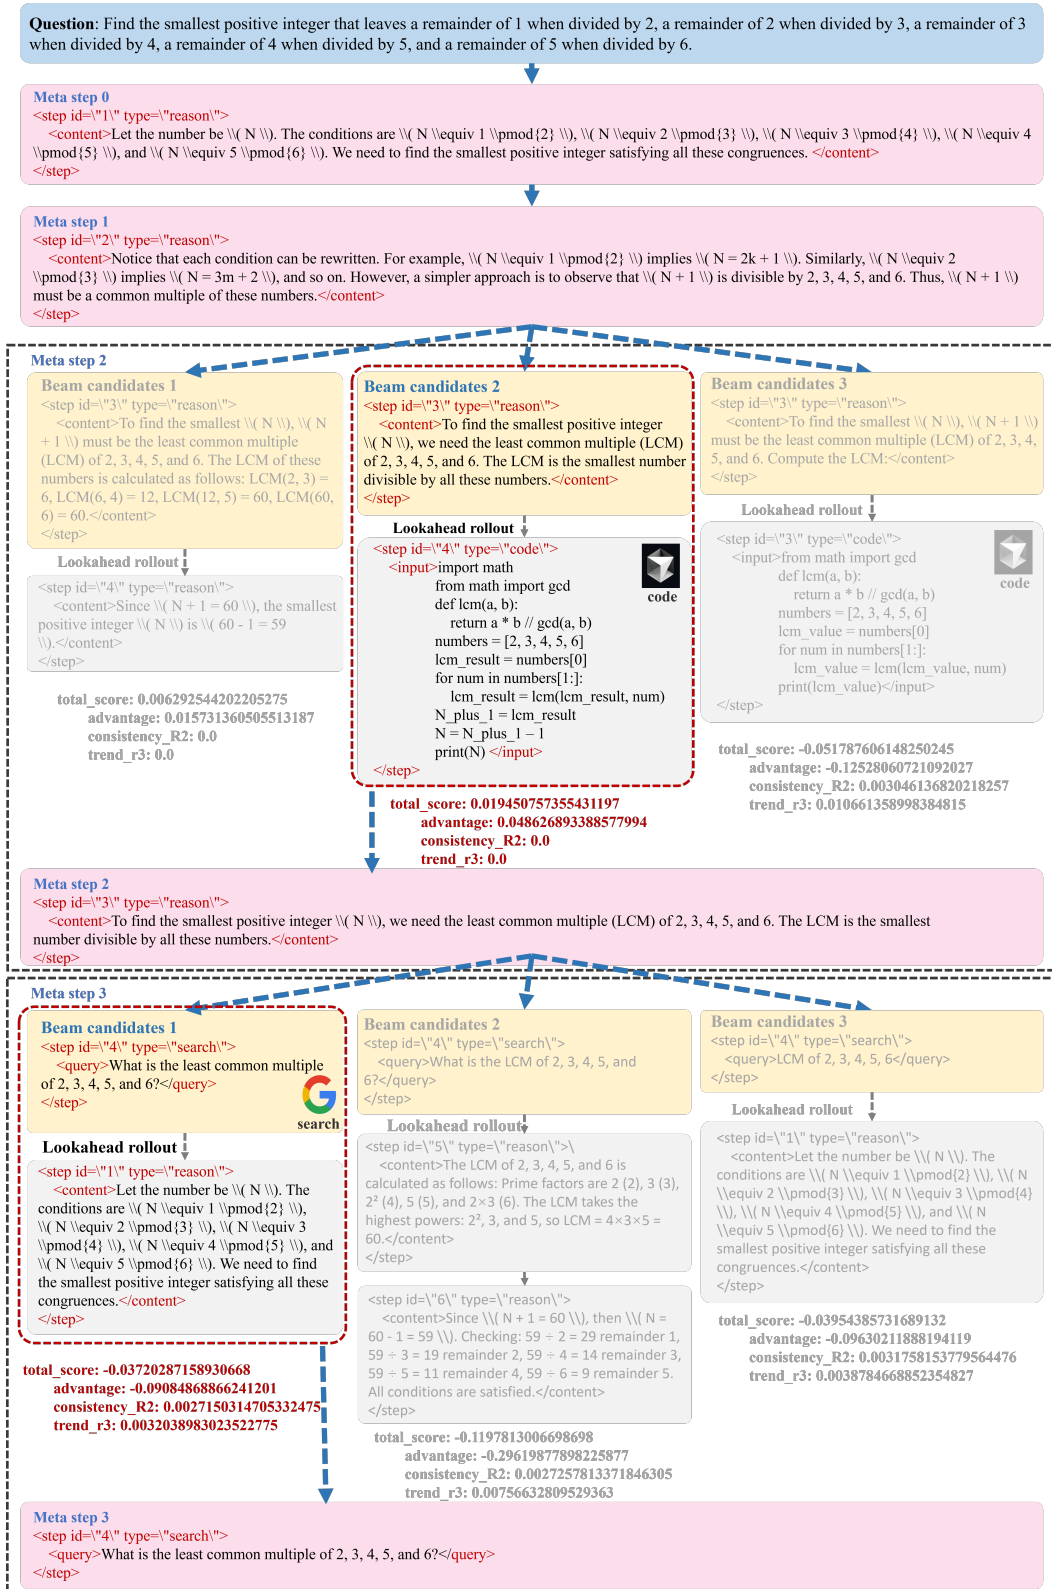 Question: Find the smallest positive integer that leaves a remainder of 1 when divided by 2, a remainder of 2 when divided by 3, a remainder of 3
when divided by 4, a remainder of 4 when divided by 5, and a remainder of 5 when divided by 6.
Meta step 0
<step id=\"1\" type=\"reason\">
<content>Let the number be \\( N \\). The conditions are \\( N \\equiv 1 \\pmod{2} \\), \\( N \\equiv 2 \\pmod{3} \\), \\( N \\equiv 3 \\pmod{4} \\), \\( N \\equiv 4
\\pmod{5} \\), and \\( N \\equiv 5 \\pmod{6} \\). We need to find the smallest positive integer satisfying all these congruences. </content>
</step>
Meta step 1
<step id=\"2\" type=\"reason\">
<content>Notice that each condition can be rewritten. For example, \\( N \\equiv 1 \\pmod{2} \\) implies \\( N = 2k + 1 \\). Similarly, \\( N \\equiv 2
\\pmod{3} \\) implies \\( N = 3m + 2 \\), and so on. However, a simpler approach is to observe that \\( N + 1 \\) is divisible by 2, 3, 4, 5, and 6. Thus, \\( N + 1 \\)
must be a common multiple of these numbers.</content>
</step>
Meta step 2
Beam candidates 1
<step id=\"3\" type=\"reason\">
<content>To find the smallest \\( N \\), \\( N
+ 1 \\) must be the least common multiple
(LCM) of 2, 3, 4, 5, and 6. The LCM of these
numbers is calculated as follows: LCM(2, 3) =
6, LCM(6, 4) = 12, LCM(12, 5) = 60, LCM(60,
6) = 60.</content>
</step>
Lookahead rollout
<step id=\"4\" type=\"reason\">
<content>Since \\( N + 1 = 60 \\), the smallest
positive integer \\( N \\) is \\( 60 - 1 = 59
\\).</content>
</step>
total_score: 0.006292544202205275
advantage: 0.015731360505513187
consistency_R2: 0.0
trend_r3: 0.0
Beam candidates 2
<step id=\"3\" type=\"reason\">
<content>To find the smallest positive integer
\\( N \\), we need the least common multiple (LCM)
of 2, 3, 4, 5, and 6. The LCM is the smallest number
divisible by all these numbers.</content>
</step>
Lookahead rollout
<step id=\"4\" type=\"code\">
<input>import math
from math import gcd
def lcm(a, b):
return a * b // gcd(a, b)
numbers = [2, 3, 4, 5, 6]
lcm_result = numbers[0]
for num in numbers[1:]:
lcm_result = lcm(lcm_result, num)
N_plus_1 = lcm_result
N = N_plus_1 – 1
print(N) </input>
</step>
code
total_score: 0.019450757355431197
advantage: 0.048626893388577994
consistency_R2: 0.0
trend_r3: 0.0
Beam candidates 3
<step id=\"3\" type=\"reason\">
<content>To find the smallest \\( N \\), \\( N + 1 \\)
must be the least common multiple (LCM) of 2, 3, 4,
5, and 6. Compute the LCM:</content>
</step>
Lookahead rollout
<step id=\"3\" type=\"code\">
<input>from math import gcd
def lcm(a, b):
return a * b // gcd(a, b)
numbers = [2, 3, 4, 5, 6]
lcm_value = numbers[0]
for num in numbers[1:]:
lcm_value = lcm(lcm_value, num)
print(lcm_value)</input>
</step>
code
total_score: -0.051787606148250245
advantage: -0.12528060721092027
consistency_R2: 0.003046136820218257
trend_r3: 0.010661358998384815
Meta step 2
<step id=\"3\" type=\"reason\">
<content>To find the smallest positive integer \\( N \\), we need the least common multiple (LCM) of 2, 3, 4, 5, and 6. The LCM is the smallest
number divisible by all these numbers.</content>
</step>
Meta step 3
Beam candidates 1
<step id=\"4\" type=\"search\">
<query>What is the least common multiple
of 2, 3, 4, 5, and 6?</query>
</step>
search
Lookahead rollout
<step id=\"1\" type=\"reason\">
<content>Let the number be \\( N \\). The
conditions are \\( N \\equiv 1 \\pmod{2} \\),
\\( N \\equiv 2 \\pmod{3} \\), \\( N \\equiv 3
\\pmod{4} \\), \\( N \\equiv 4 \\pmod{5} \\), and
\\( N \\equiv 5 \\pmod{6} \\). We need to find
the smallest positive integer satisfying all these
congruences.</content>
</step>
total_score: -0.03720287158930668
advantage: -0.09084868866241201
consistency_R2: 0.0027150314705332475
trend_r3: 0.0032038983023522775
Beam candidates 2
<step id=\"4\" type=\"search\">
<query>What is the LCM of 2, 3, 4, 5, and
6?</query>
</step>
Lookahead rollout
<step id=\"5\" type=\"reason\">\
<content>The LCM of 2, 3, 4, 5, and 6 is
calculated as follows: Prime factors are 2 (2), 3 (3),
2² (4), 5 (5), and 2×3 (6). The LCM takes the
highest powers: 2², 3, and 5, so LCM = 4×3×5 =
60.</content>
</step>
<step id=\"6\" type=\"reason\">
<content>Since \\( N + 1 = 60 \\), then \\( N =
60 - 1 = 59 \\). Checking: 59 ÷ 2 = 29 remainder 1,
59 ÷ 3 = 19 remainder 2, 59 ÷ 4 = 14 remainder 3,
59 ÷ 5 = 11 remainder 4, 59 ÷ 6 = 9 remainder 5.
All conditions are satisfied.</content>
</step>
total_score: -0.1197813006698698
advantage: -0.29619877898225877
consistency_R2: 0.0027257813371846305
trend_r3: 0.00756632809529363
Beam candidates 3
<step id=\"4\" type=\"search\">
<query>LCM of 2, 3, 4, 5, 6</query>
</step>
Lookahead rollout
<step id=\"1\" type=\"reason\">
<content>Let the number be \\( N \\). The
conditions are \\( N \\equiv 1 \\pmod{2} \\), \\( N
\\equiv 2 \\pmod{3} \\), \\( N \\equiv 3 \\pmod{4}
\\), \\( N \\equiv 4 \\pmod{5} \\), and \\( N
\\equiv 5 \\pmod{6} \\). We need to find the
smallest positive integer satisfying all these
congruences.</content>
</step>
total_score: -0.03954385731689132
advantage: -0.09630211888194119
consistency_R2: 0.0031758153779564476
trend_r3: 0.0038784668852354827
Meta step 3
<step id=\"4\" type=\"search\">
<query>What is the least common multiple of 2, 3, 4, 5, and 6?</query>
</step>